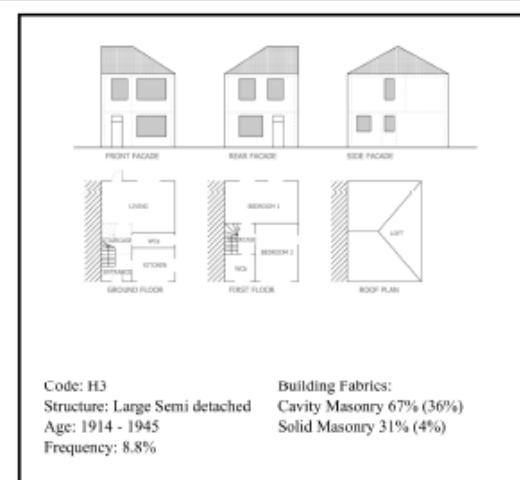 FRONT FACADE
REAR FACADE
SIDE FACADE
LIVING
STAIRCASE
WCs
ENTRANCE
KITCHEN
GROUND FLOOR
BEDROOM 1
STAIRCASE
BEDROOM 2
WCs
FIRST FLOOR
LOFT
ROOF PLAN
Code: H3
Structure: Large Semi detached
Age: 1914 - 1945
Frequency: 8.8%
Building Fabrics:
Cavity Masonry 67% (36%)
Solid Masonry 31% (4%)